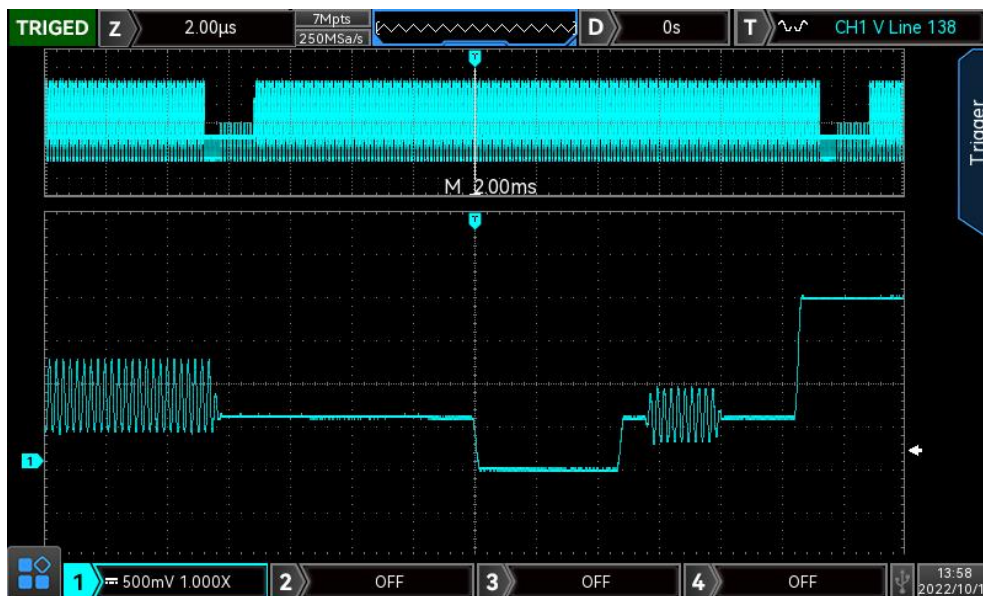 TRIGED Z 2.00μs 7Mpts D 0s T CH1 V Line 138
250MSa/s
T
Trigger
M 2.00ms
T
1
1 500mV 1.000X 2 OFF 3 OFF 4 OFF 13:58
2022/10/1